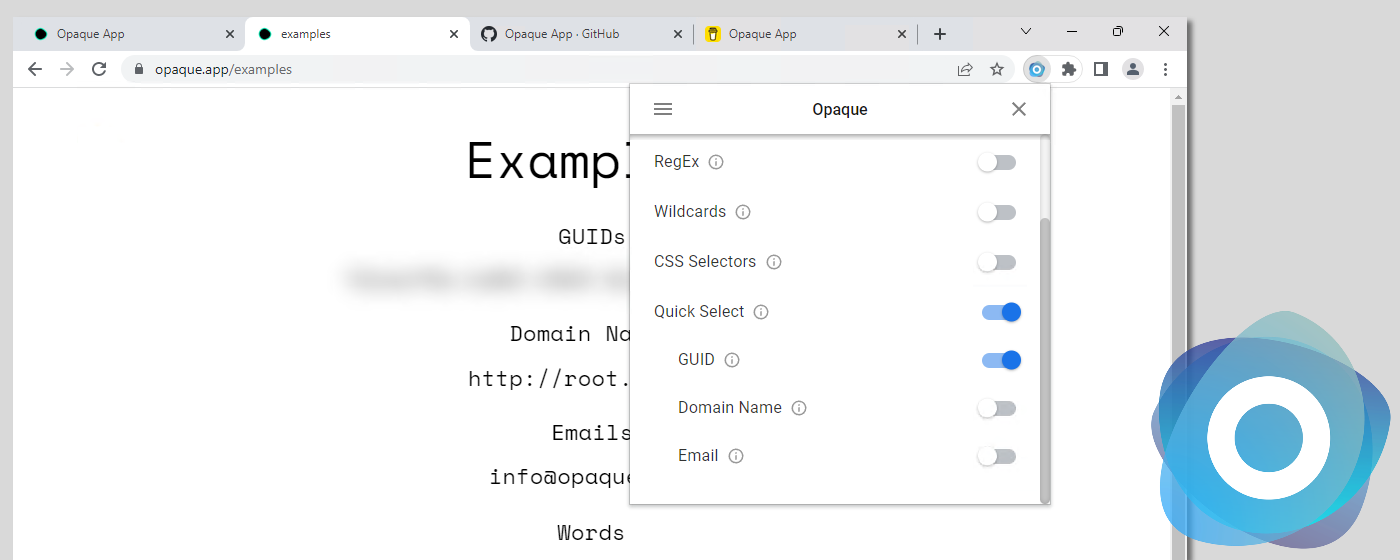 Opaque App
examples
Opaque App · GitHub
Opaque App
opaque.app/examples
Opaque
Exampl
RegEx
Wildcards
GUIDs
CSS Selectors
Quick Select
Domain Na
GUID
http://root.
Domain Name
Emails
Email
info@opaque
Words